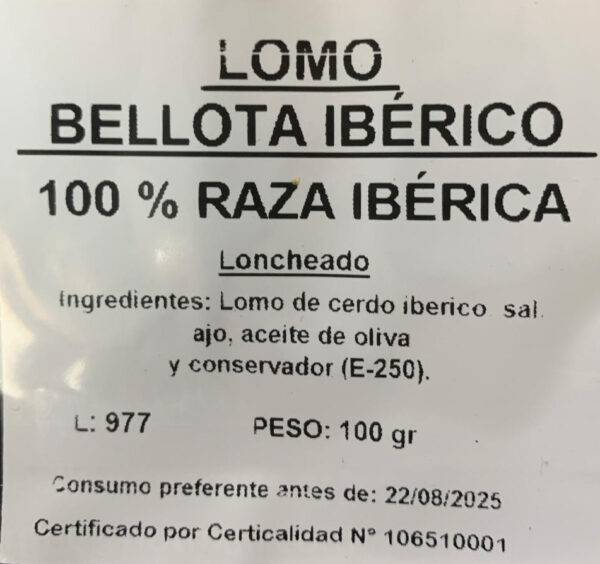 LOMO
BELLOTA IBÉRICO
100 % RAZA IBÉRICA
Loncheado
Ingredientes: Lomo de cerdo iberico sal.
ajo, aceite de oliva
y conservador (E-250).
L: 977 PESO: 100 gr
Consumo preferente antes de: 22/08/2025
Certificado por Certicalidad Nº 106510001